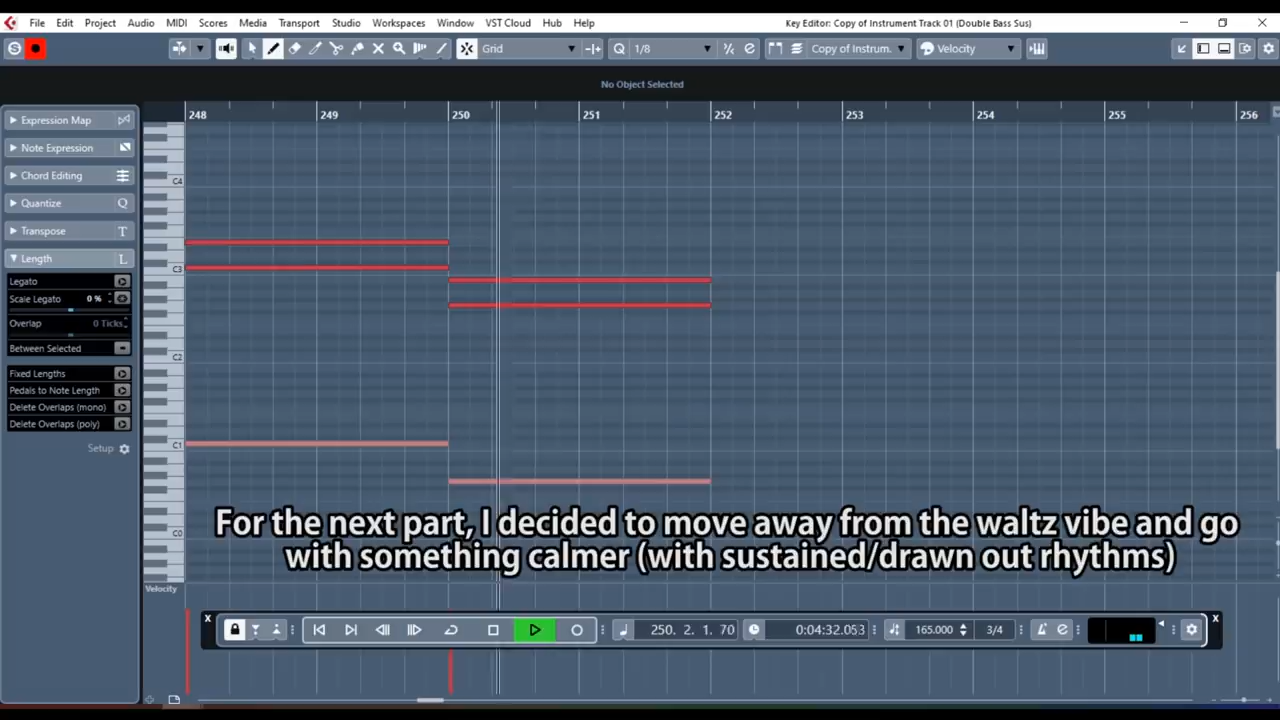 File Edit Project Audio MIDI Scores Media Transport Studio Workspaces Window VST Cloud Hub Help Key Editor: Copy of Instrument Track 01 (Double Bass Sus)
S Grid Q 1/8 Copy of Instrum. Velocity
No Object Selected
248 249 250 251 252 253 254 255 256
Expression Map
Note Expression
Chord Editing
C4
Quantize Q
Transpose T
Length L
C3
Legato
Scale Legato 0 %
Overlap 0 Ticks
Between Selected
C2
Fixed Lengths
Pedals to Note Length
Delete Overlaps (mono)
Delete Overlaps (poly)
Setup
C1
For the next part, I decided to move away from the waltz vibe and go
with something calmer (with sustained/drawn out rhythms)
C0
Velocity
X X
250. 2. 1. 70 0:04:32.053 165.000 3/4